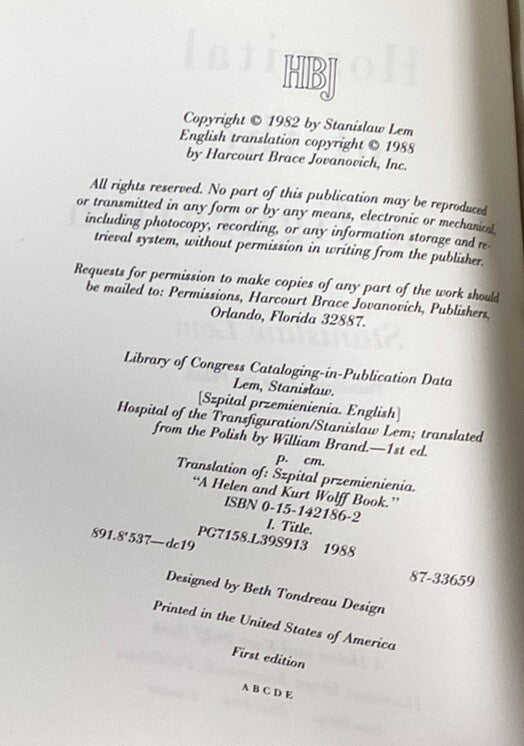 HBJ
Copyright © 1982 by Stanislaw Lem
English translation copyright © 1988
by Harcourt Brace Jovanovich, Inc.
All rights reserved. No part of this publication may be reproduced
or transmitted in any form or by any means, electronic or mechanical,
including photocopy, recording, or any information storage and re-
trieval system, without permission in writing from the publisher.
Requests for permission to make copies of any part of the work should
be mailed to: Permissions, Harcourt Brace Jovanovich, Publishers,
Orlando, Florida 32887.
Library of Congress Cataloging-in-Publication Data
Lem, Stanisław.
[Szpital przemienienia. English]
Hospital of the Transfiguration/Stanislaw Lem; translated
from the Polish by William Brand.—1st ed.
p. cm.
Translation of: Szpital przemienienia.
“A Helen and Kurt Wolff Book.”
ISBN 0-15-142186-2
I. Title.
PG7158.L39S913 1988
891.8'537—dc19 87-33659
Designed by Beth Tondreau Design
Printed in the United States of America
First edition
A B C D E